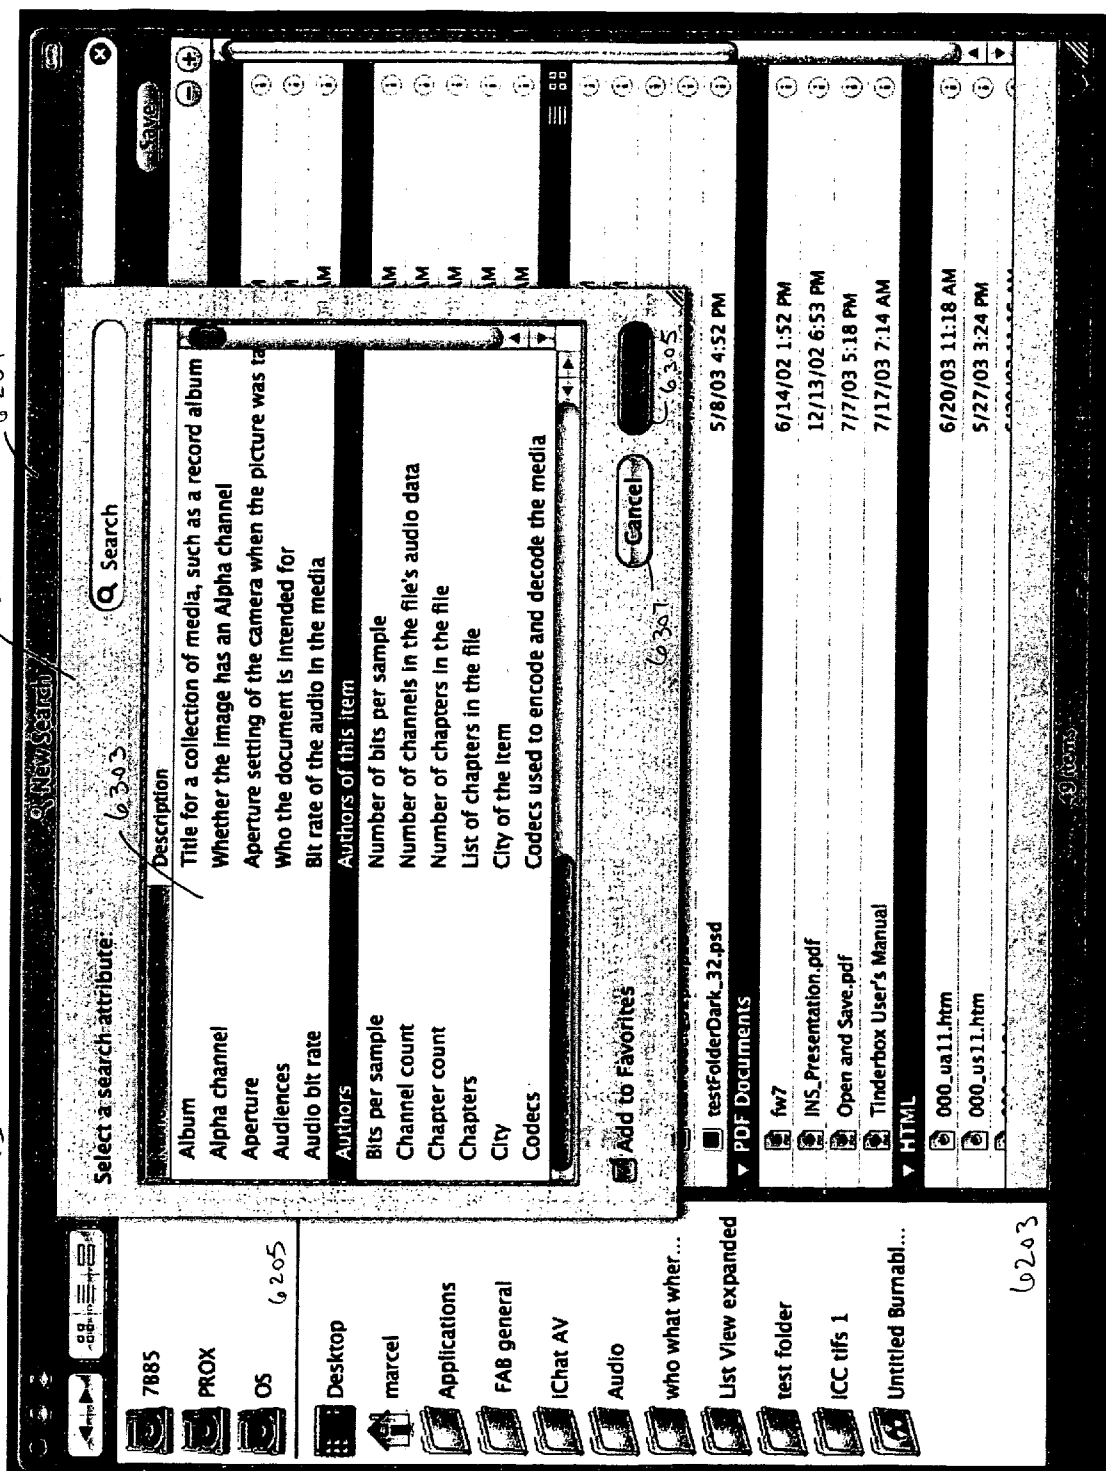 New Search
Save
7B85
PROX
OS
6205
Desktop
marcel
Applications
FAB general
iChat AV
Audio
who what wher...
List View expanded
test folder
ICC tifs 1
Untitled Burnabl...
6203
Select a search attribute:
6303
Search
Description
Album Title for a collection of media, such as a record album
Alpha channel Whether the image has an Alpha channel
Aperture Aperture setting of the camera when the picture was ta
Audiences Who the document is intended for
Audio bit rate Bit rate of the audio in the media
Authors Authors of this item
Bits per sample Number of bits per sample
Channel count Number of channels in the file's audio data
Chapter count Number of chapters in the file
Chapters List of chapters in the file
City City of the item
Codecs Codecs used to encode and decode the media
Add to Favorites
Cancel
6307
6305
AM
AM
AM
AM
AM
AM
testFolderDark_32.psd 5/8/03 4:52 PM
PDF Documents
fw7 6/14/02 1:52 PM
INS_Presentation.pdf 12/13/02 6:53 PM
Open and Save.pdf 7/7/03 5:18 PM
Tinderbox User's Manual 7/17/03 7:14 AM
HTML
000_ua11.htm 6/20/03 11:18 AM
000_us11.htm 5/27/03 3:24 PM
49 items